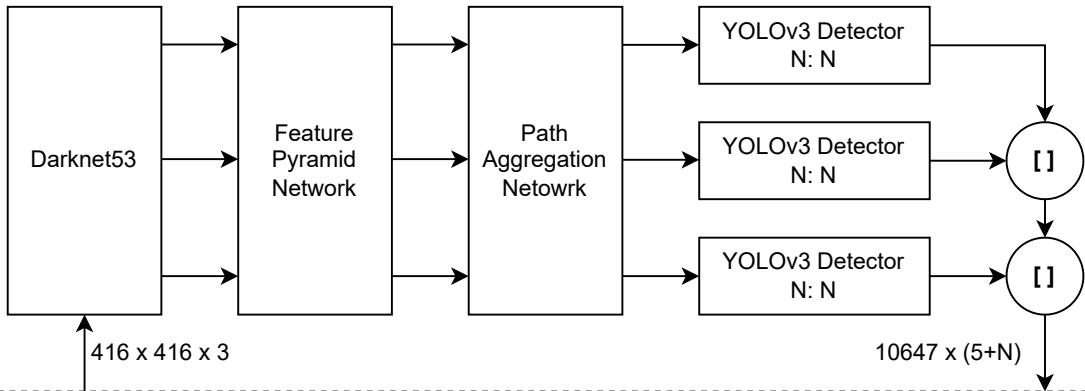 Darknet53
Feature
Pyramid
Network
Path
Aggregation
Netowrk
YOLOv3 Detector
N: N
YOLOv3 Detector
N: N
YOLOv3 Detector
N: N
[ ]
[ ]
416 x 416 x 3
10647 x (5+N)